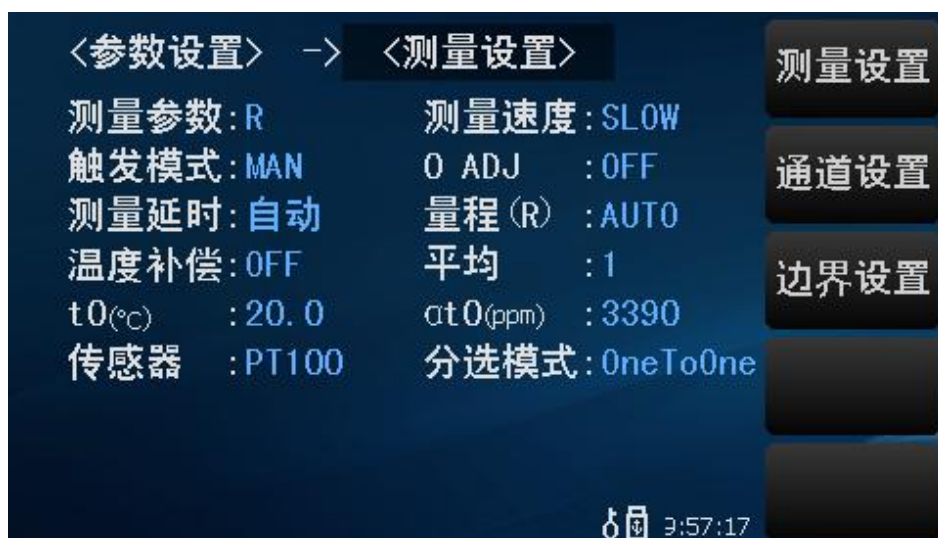 <参数设置> -> <测量设置>
测量参数:R 测量速度:SLOW
触发模式:MAN 0 ADJ :OFF
测量延时:自动 量程(R) :AUTO
温度补偿:OFF 平均 :1
t0(℃) :20.0 αt0(ppm) :3390
传感器 :PT100 分选模式:OneToOne
9:57:17
测量设置
通道设置
边界设置